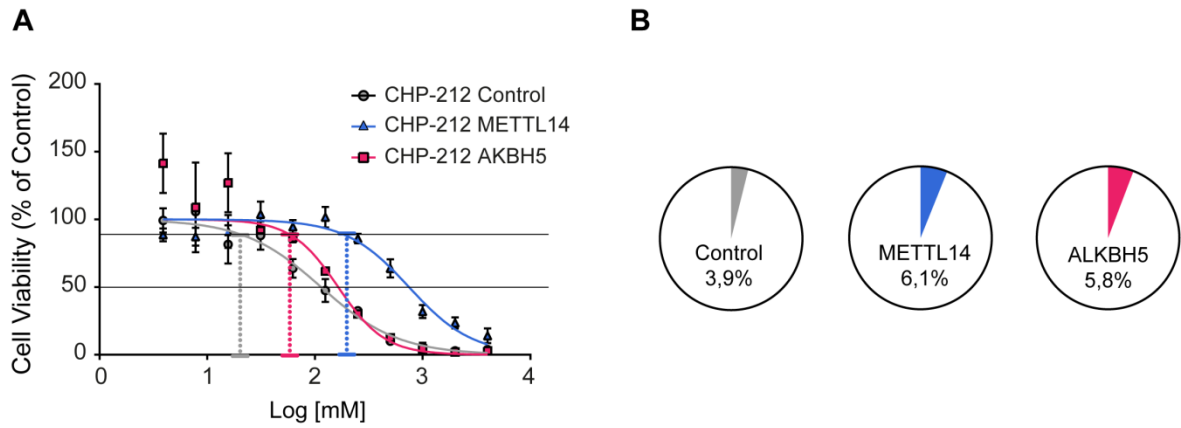 A
Cell Viability (% of Control)
200
150
100
50
0
0 1 2 3 4
Log [mM]
CHP-212 Control
CHP-212 METTL14
CHP-212 AKBH5
B
Control
3,9%
METTL14
6,1%
ALKBH5
5,8%